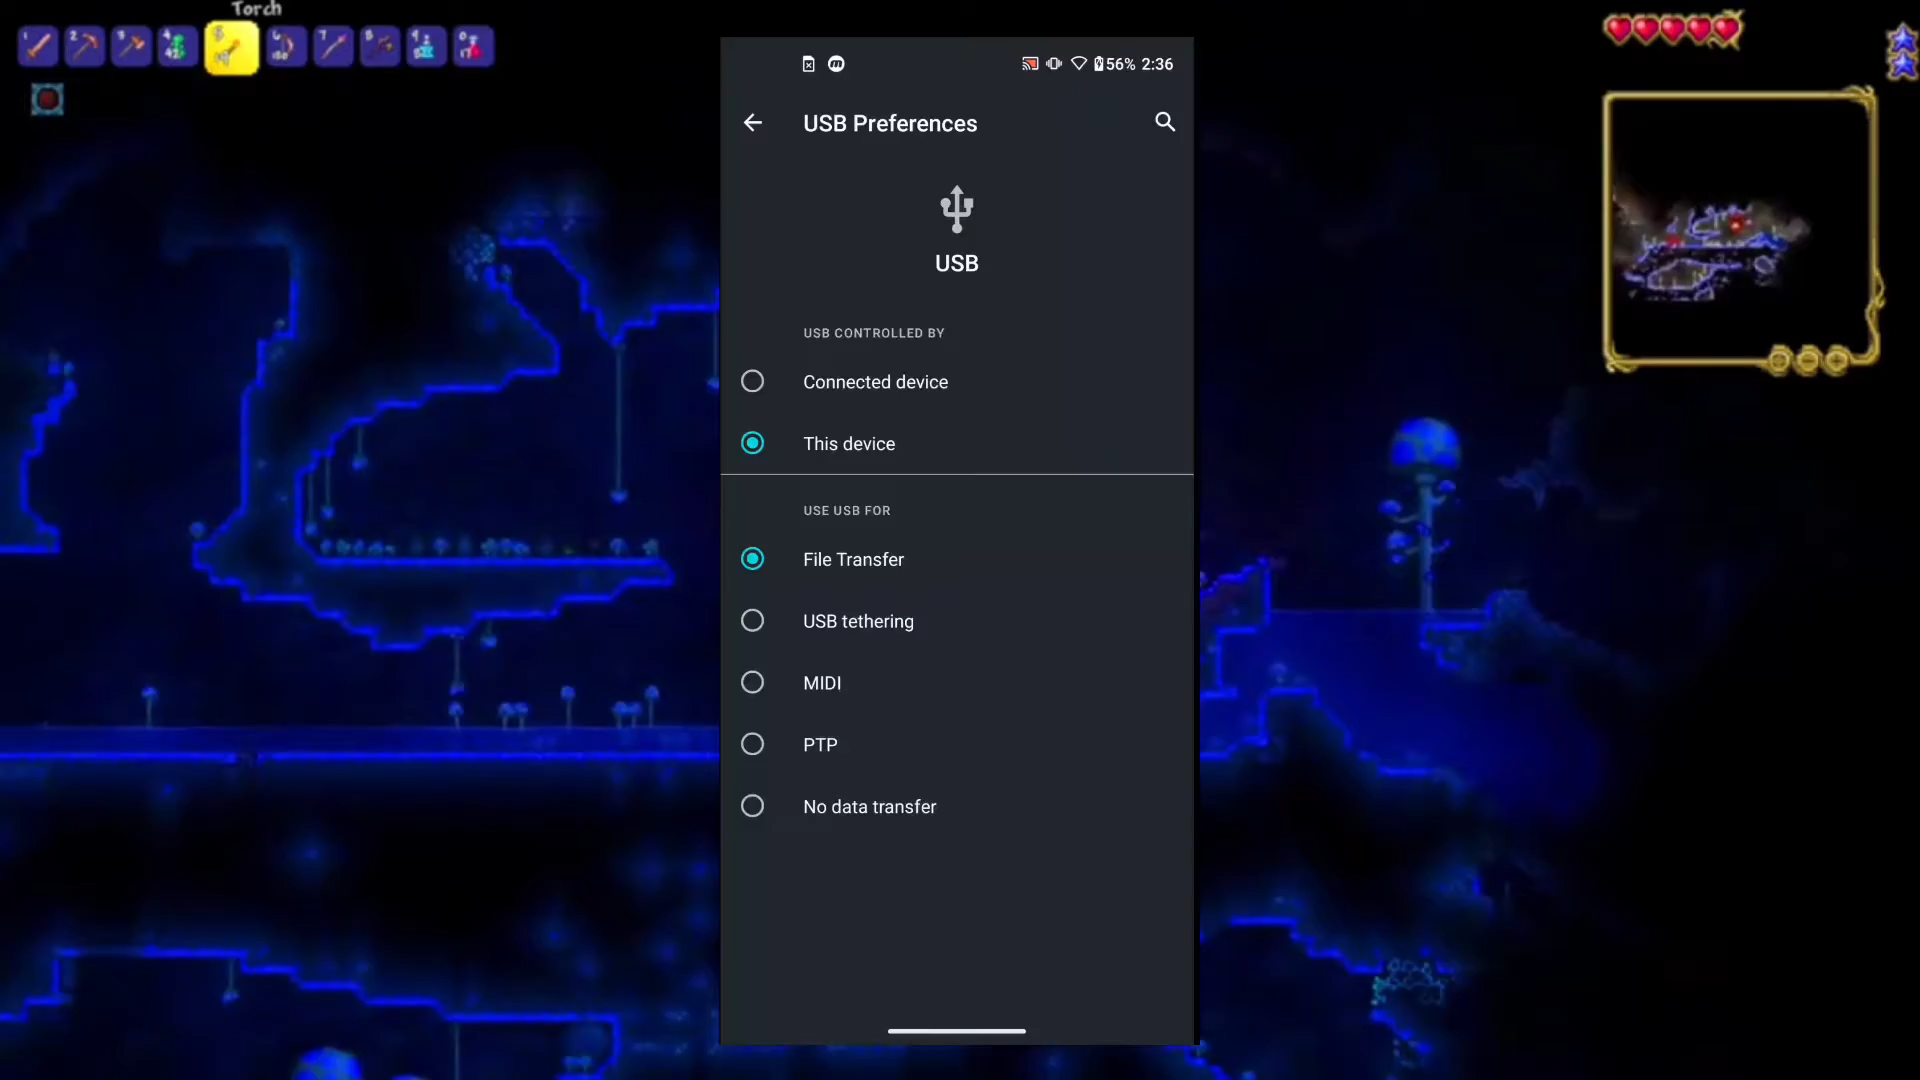 Torch
56% 2:36
USB Preferences
USB
USB CONTROLLED BY
Connected device
This device
USE USB FOR
File Transfer
USB tethering
MIDI
PTP
No data transfer